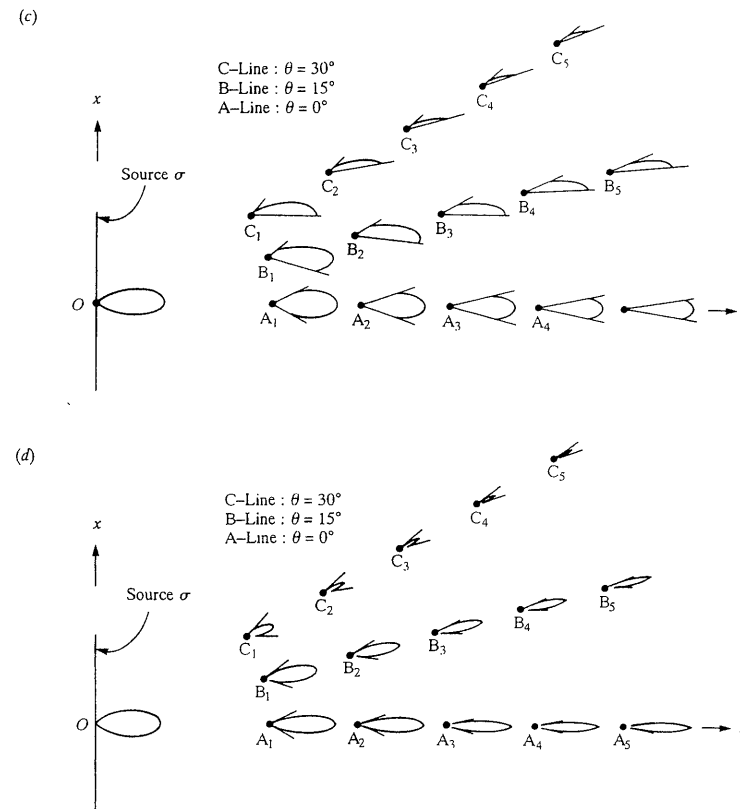 (c)
C–Line : θ = 30°
B–Line : θ = 15°
A–Line : θ = 0°
x
Source σ
O
C5
C4
C3
C2
C1
B5
B4
B3
B2
B1
A1
A2
A3
A4
(d)
C–Line : θ = 30°
B–Line : θ = 15°
A–Line : θ = 0°
x
Source σ
O
C5
C4
C3
C2
C1
B5
B4
B3
B2
B1
A1
A2
A3
A4
A5